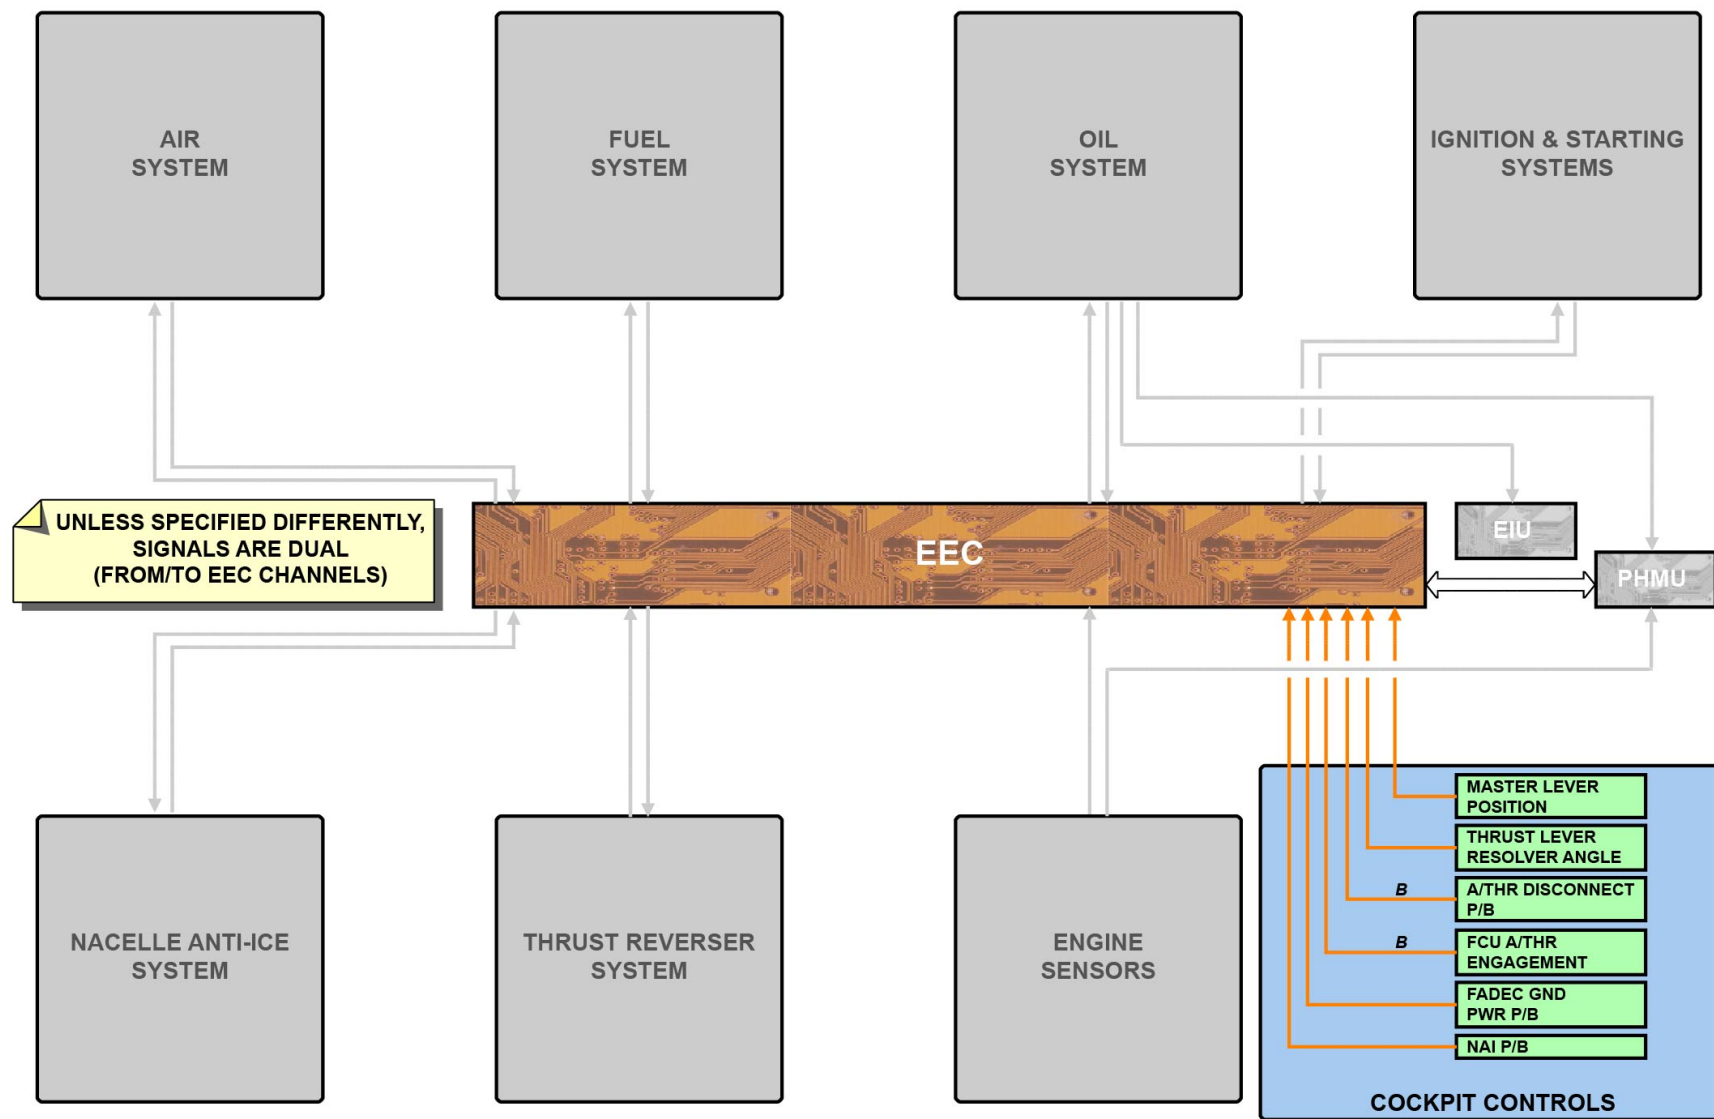 AIR
SYSTEM
FUEL
SYSTEM
OIL
SYSTEM
IGNITION & STARTING
SYSTEMS
UNLESS SPECIFIED DIFFERENTLY,
SIGNALS ARE DUAL
(FROM/TO EEC CHANNELS)
EEC
EIU
PHMU
NACELLE ANTI-ICE
SYSTEM
THRUST REVERSER
SYSTEM
ENGINE
SENSORS
MASTER LEVER
POSITION
THRUST LEVER
RESOLVER ANGLE
B
A/THR DISCONNECT
P/B
B
FCU A/THR
ENGAGEMENT
FADEC GND
PWR P/B
NAI P/B
COCKPIT CONTROLS